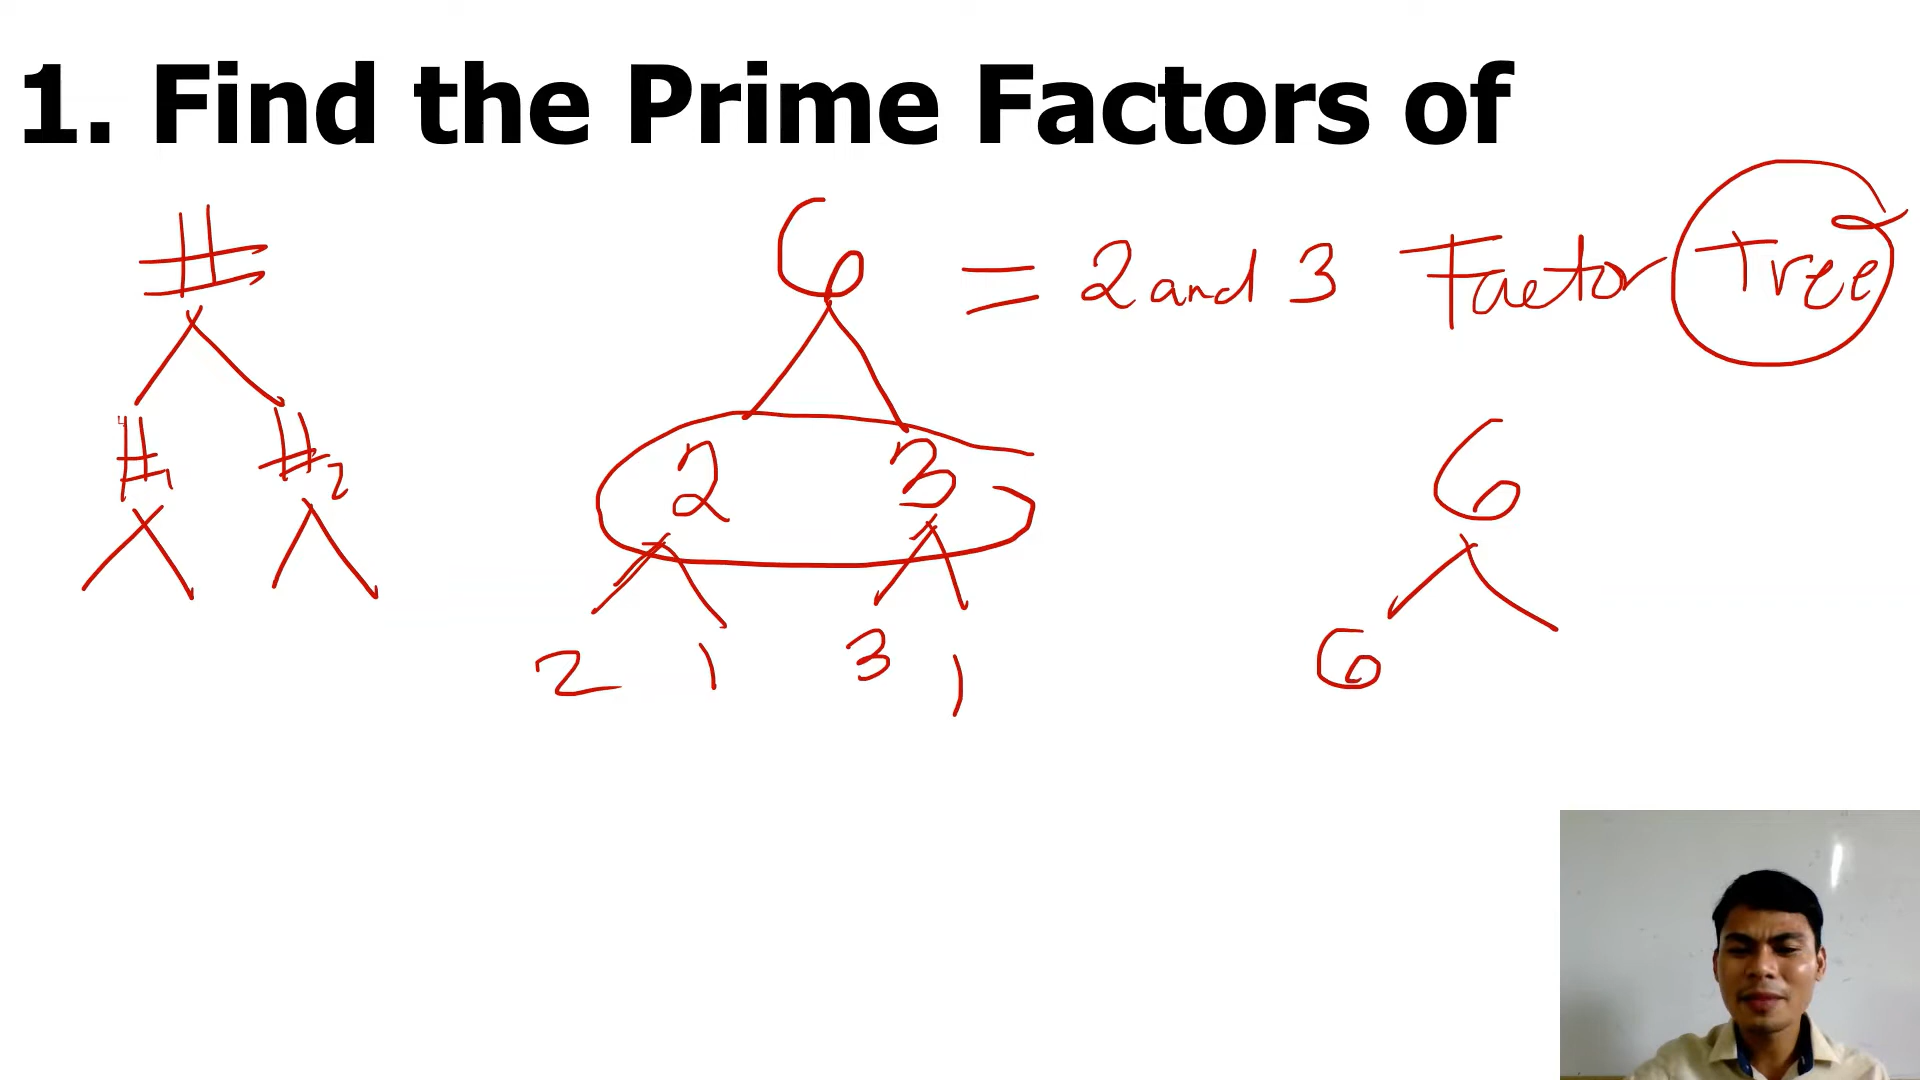 1. Find the Prime Factors of
# 6 = 2 and 3 Factor Tree
#1 #2 2 3 6
2 1 3 1 6